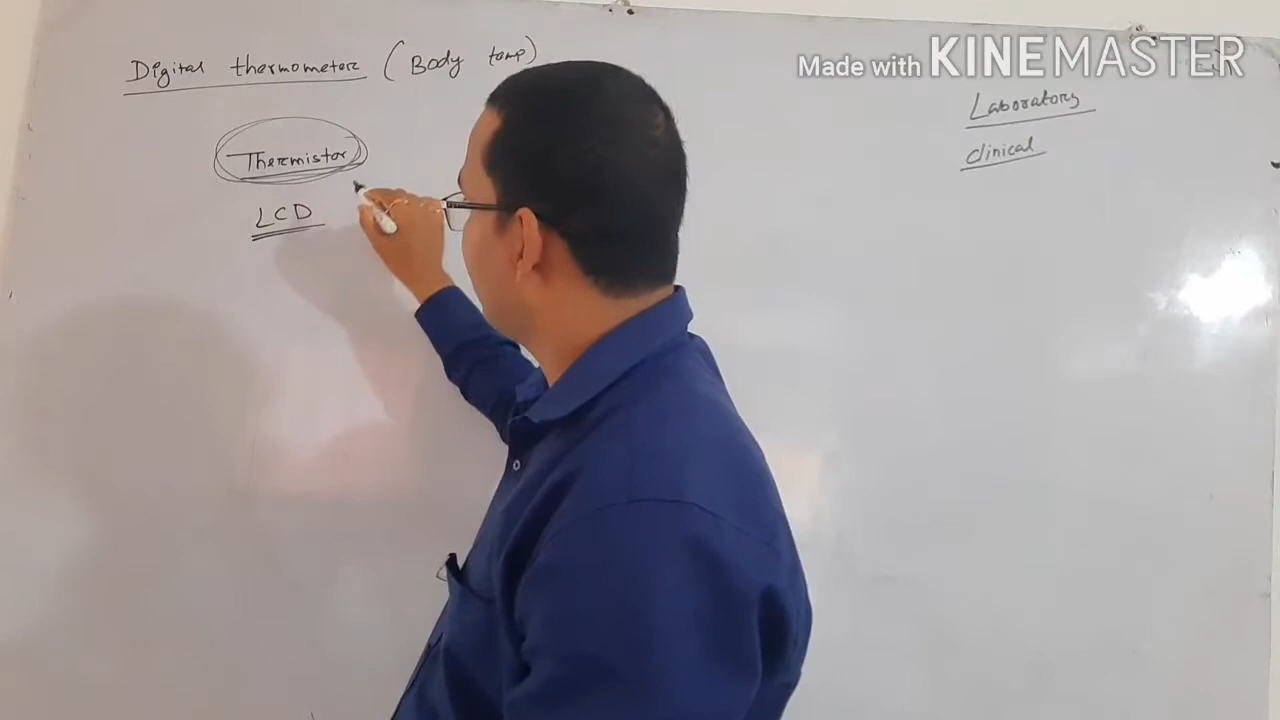 Digital thermometer (Body temp)
Thermistor
LCD
Made with KINEMASTER
Laboratory
clinical